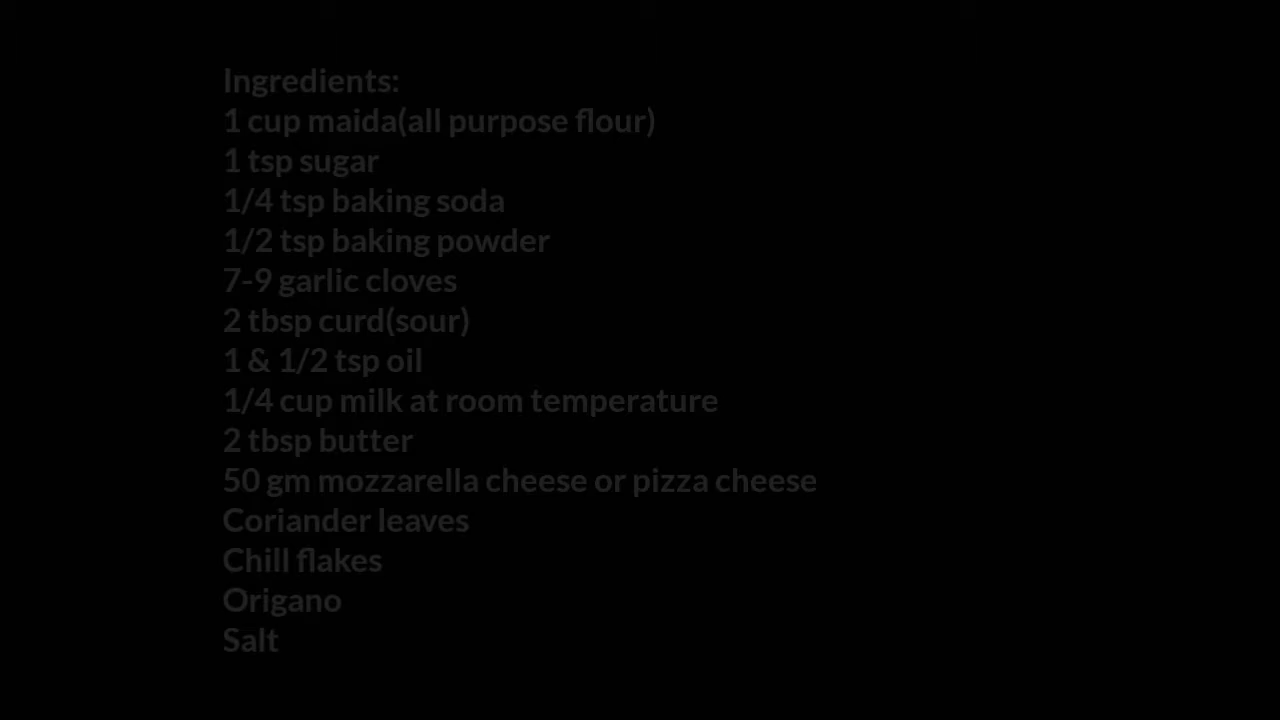 Ingredients:
1 cup maida(all purpose flour)
1 tsp sugar
1/4 tsp baking soda
1/2 tsp baking powder
7-9 garlic cloves
2 tbsp curd(sour)
1 & 1/2 tsp oil
1/4 cup milk at room temperature
2 tbsp butter
50 gm mozzarella cheese or pizza cheese
Coriander leaves
Chill flakes
Origano
Salt